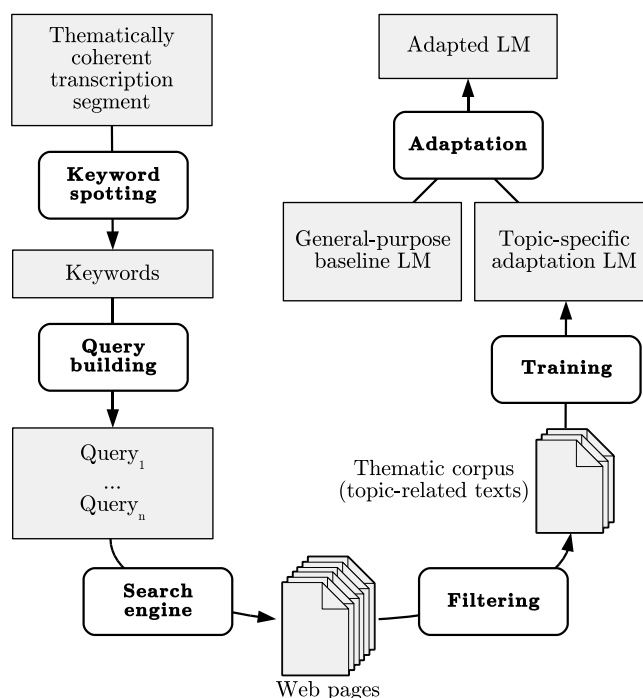 Thematically
coherent
transcription
segment
Keyword
spotting
Keywords
Query
building
Query₁
...
Queryₙ
Search
engine
Web pages
Filtering
Thematic corpus
(topic-related texts)
Training
General-purpose
baseline LM
Topic-specific
adaptation LM
Adaptation
Adapted LM